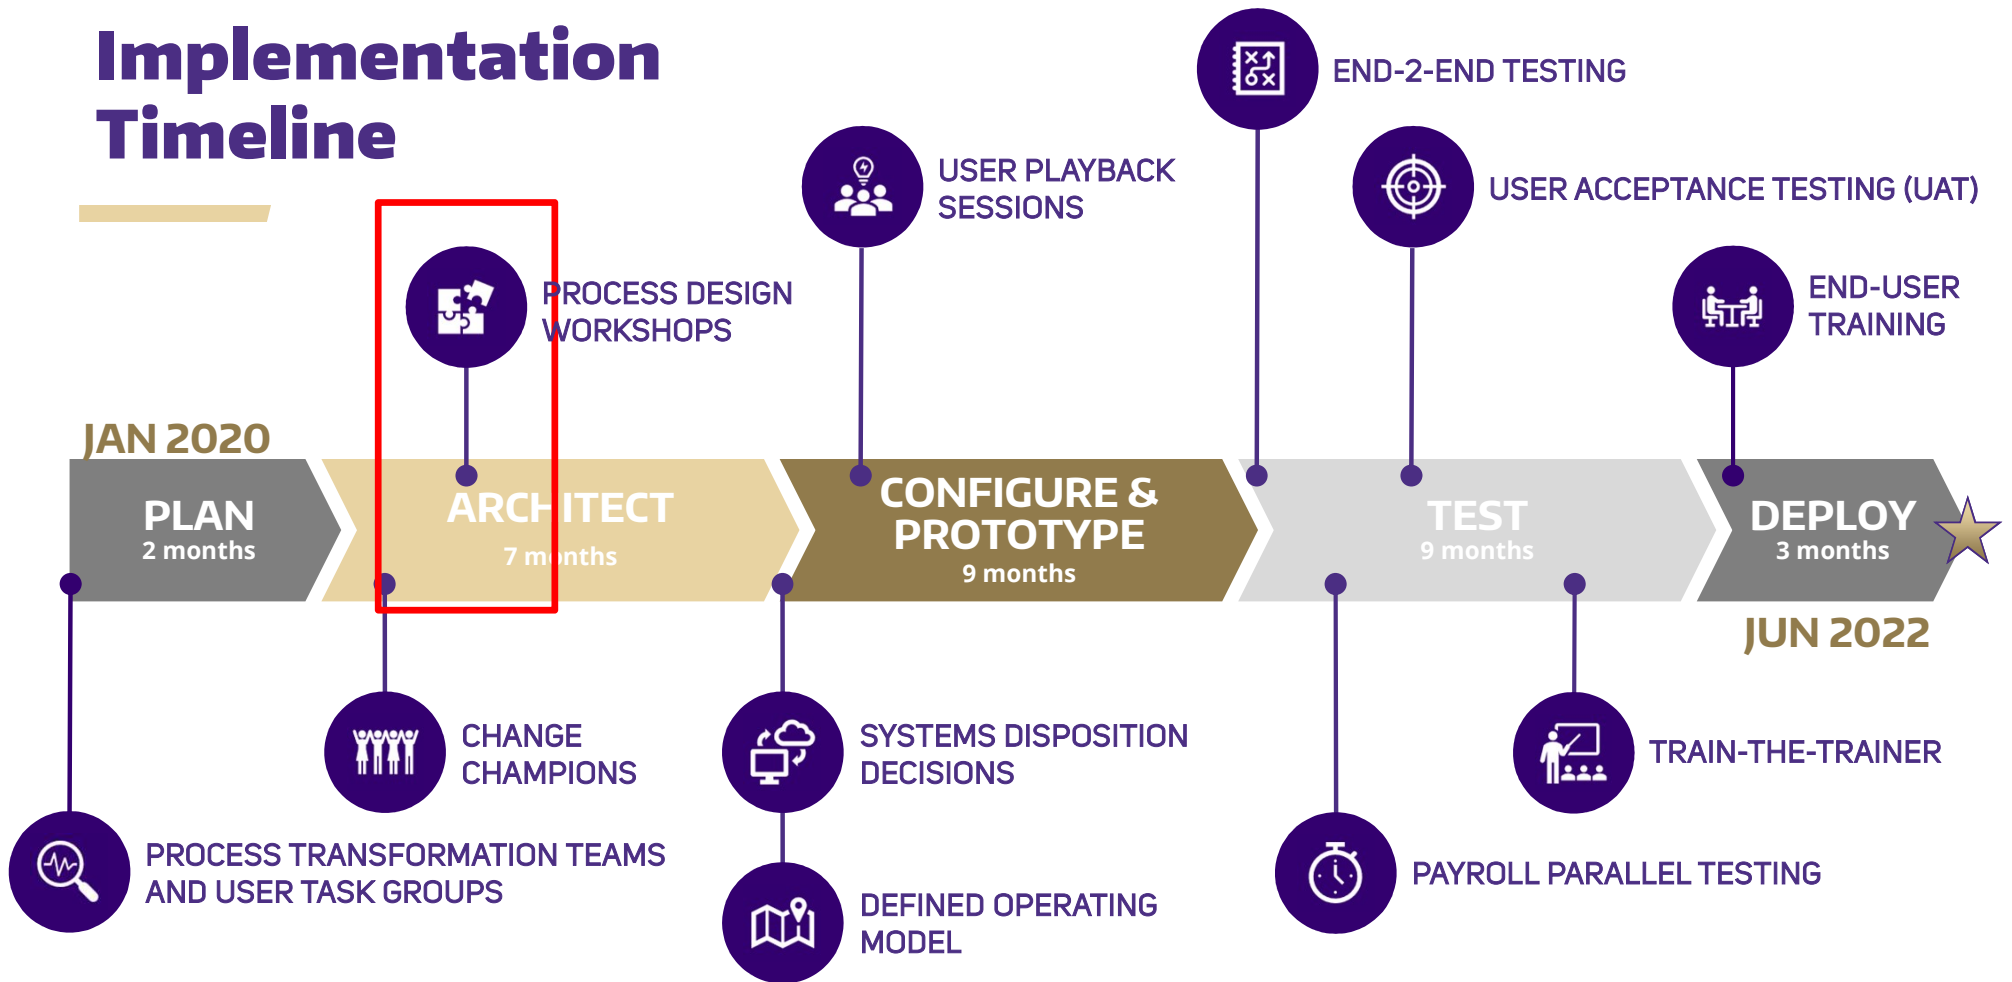 Implementation
Timeline
END-2-END TESTING
USER PLAYBACK
SESSIONS
USER ACCEPTANCE TESTING (UAT)
PROCESS DESIGN
WORKSHOPS
END-USER
TRAINING
JAN 2020
PLAN
2 months
ARCHITECT
7 months
CONFIGURE &
PROTOTYPE
9 months
TEST
9 months
DEPLOY
3 months
JUN 2022
CHANGE
CHAMPIONS
SYSTEMS DISPOSITION
DECISIONS
TRAIN-THE-TRAINER
PROCESS TRANSFORMATION TEAMS
AND USER TASK GROUPS
PAYROLL PARALLEL TESTING
DEFINED OPERATING
MODEL